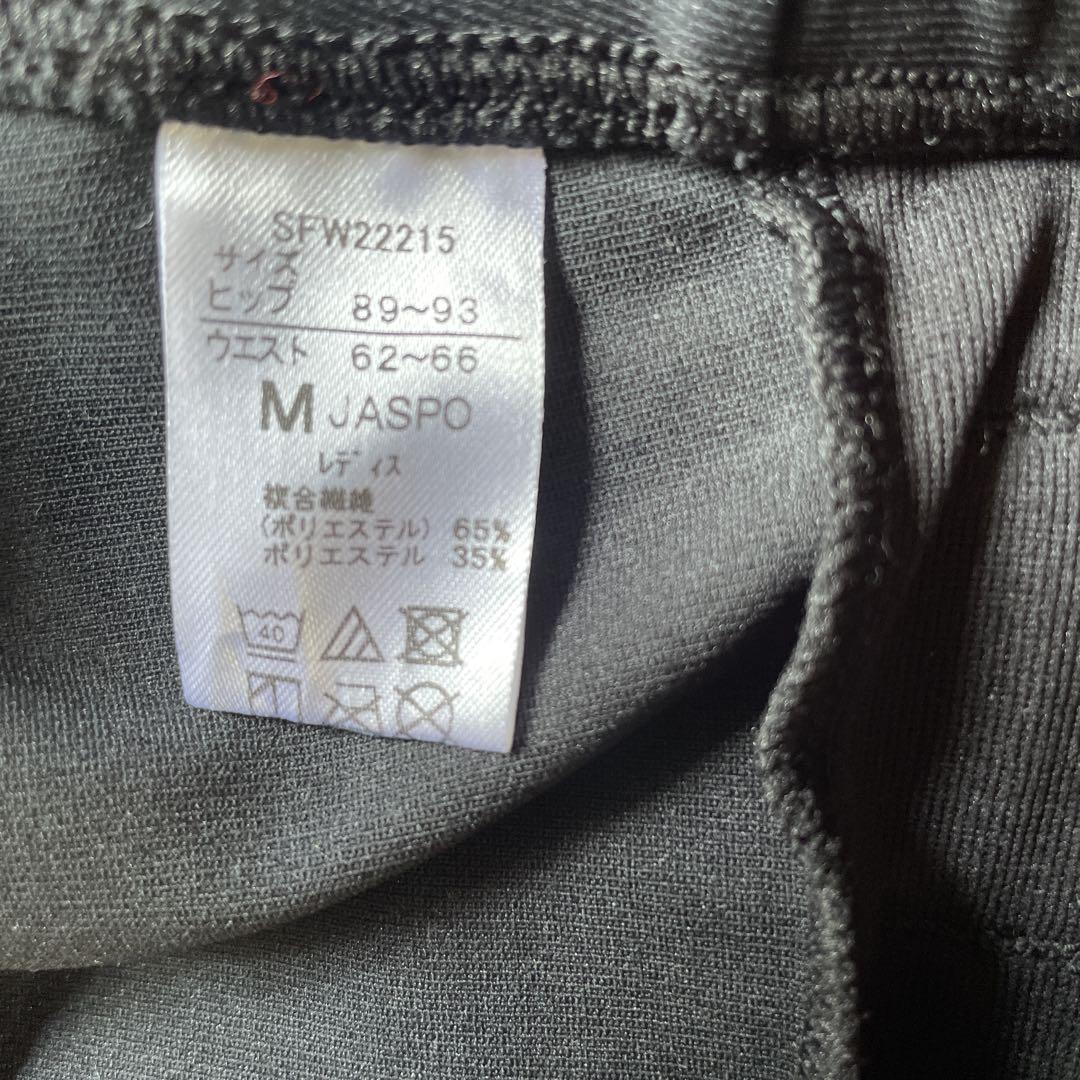 SFW22215
サイズ
ヒップ 89～93
ウエスト 62～66
M JASPO
レディス
複合繊維
(ポリエステル) 65%
ポリエステル 35%
40